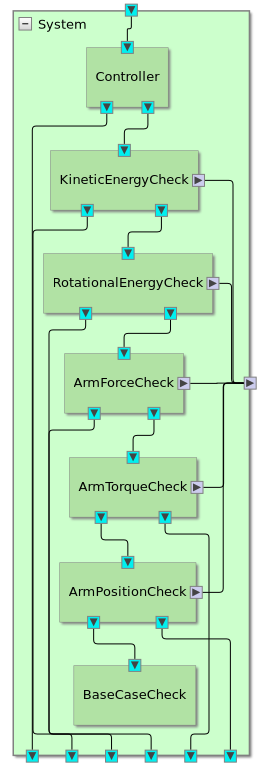 System
Controller
KineticEnergyCheck
RotationalEnergyCheck
ArmForceCheck
ArmTorqueCheck
ArmPositionCheck
BaseCaseCheck